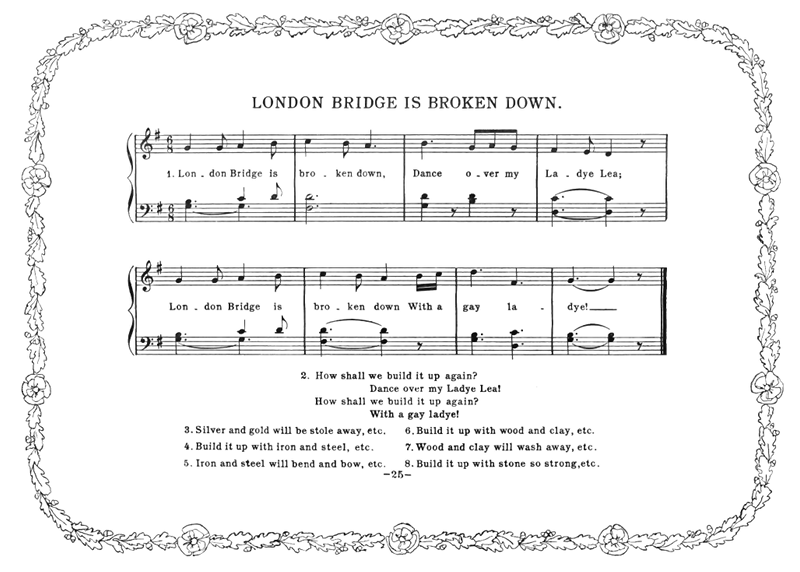 LONDON BRIDGE IS BROKEN DOWN.
6 8
1. Lon - don Bridge is bro - ken down, Dance o - ver my La - dye Lea;
6 8
Lon - don Bridge is bro - ken down With a gay la - dye!
2. How shall we build it up again?
Dance over my Ladye Lea!
How shall we build it up again?
With a gay ladye!
3. Silver and gold will be stole away, etc.
4. Build it up with iron and steel, etc.
5. Iron and steel will bend and bow, etc.
6. Build it up with wood and clay, etc.
7. Wood and clay will wash away, etc.
8. Build it up with stone so strong, etc.
-25-